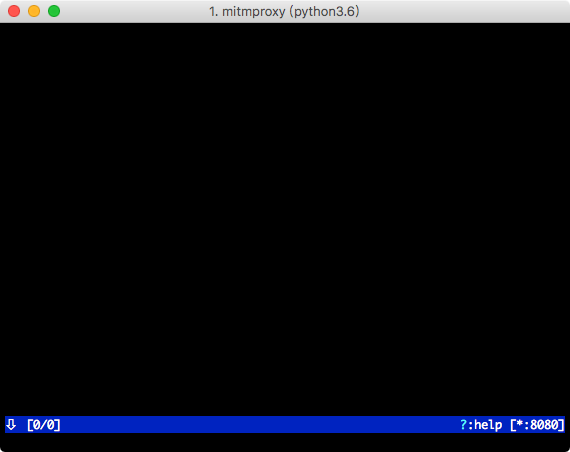 1. mitmproxy (python3.6)
⇩ [0/0] ?:help [*:8080]